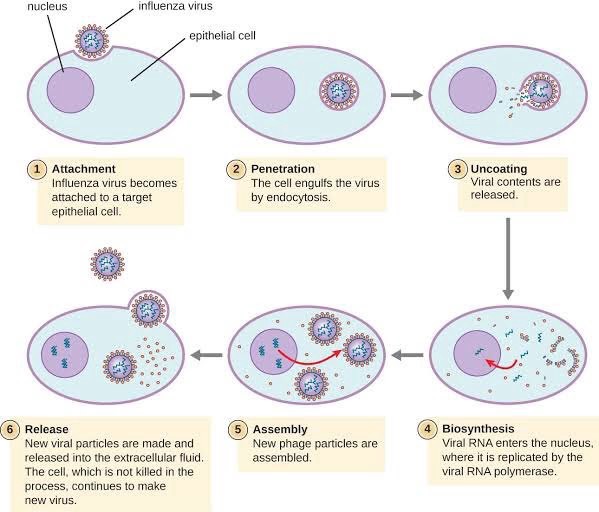 nucleus
influenza virus
epithelial cell
1 Attachment
Influenza virus becomes
attached to a target
epithelial cell.
2 Penetration
The cell engulfs the virus
by endocytosis.
3 Uncoating
Viral contents are
released.
6 Release
New viral particles are made and
released into the extracellular fluid.
The cell, which is not killed in the
process, continues to make
new virus.
5 Assembly
New phage particles are
assembled.
4 Biosynthesis
Viral RNA enters the nucleus,
where it is replicated by the
viral RNA polymerase.